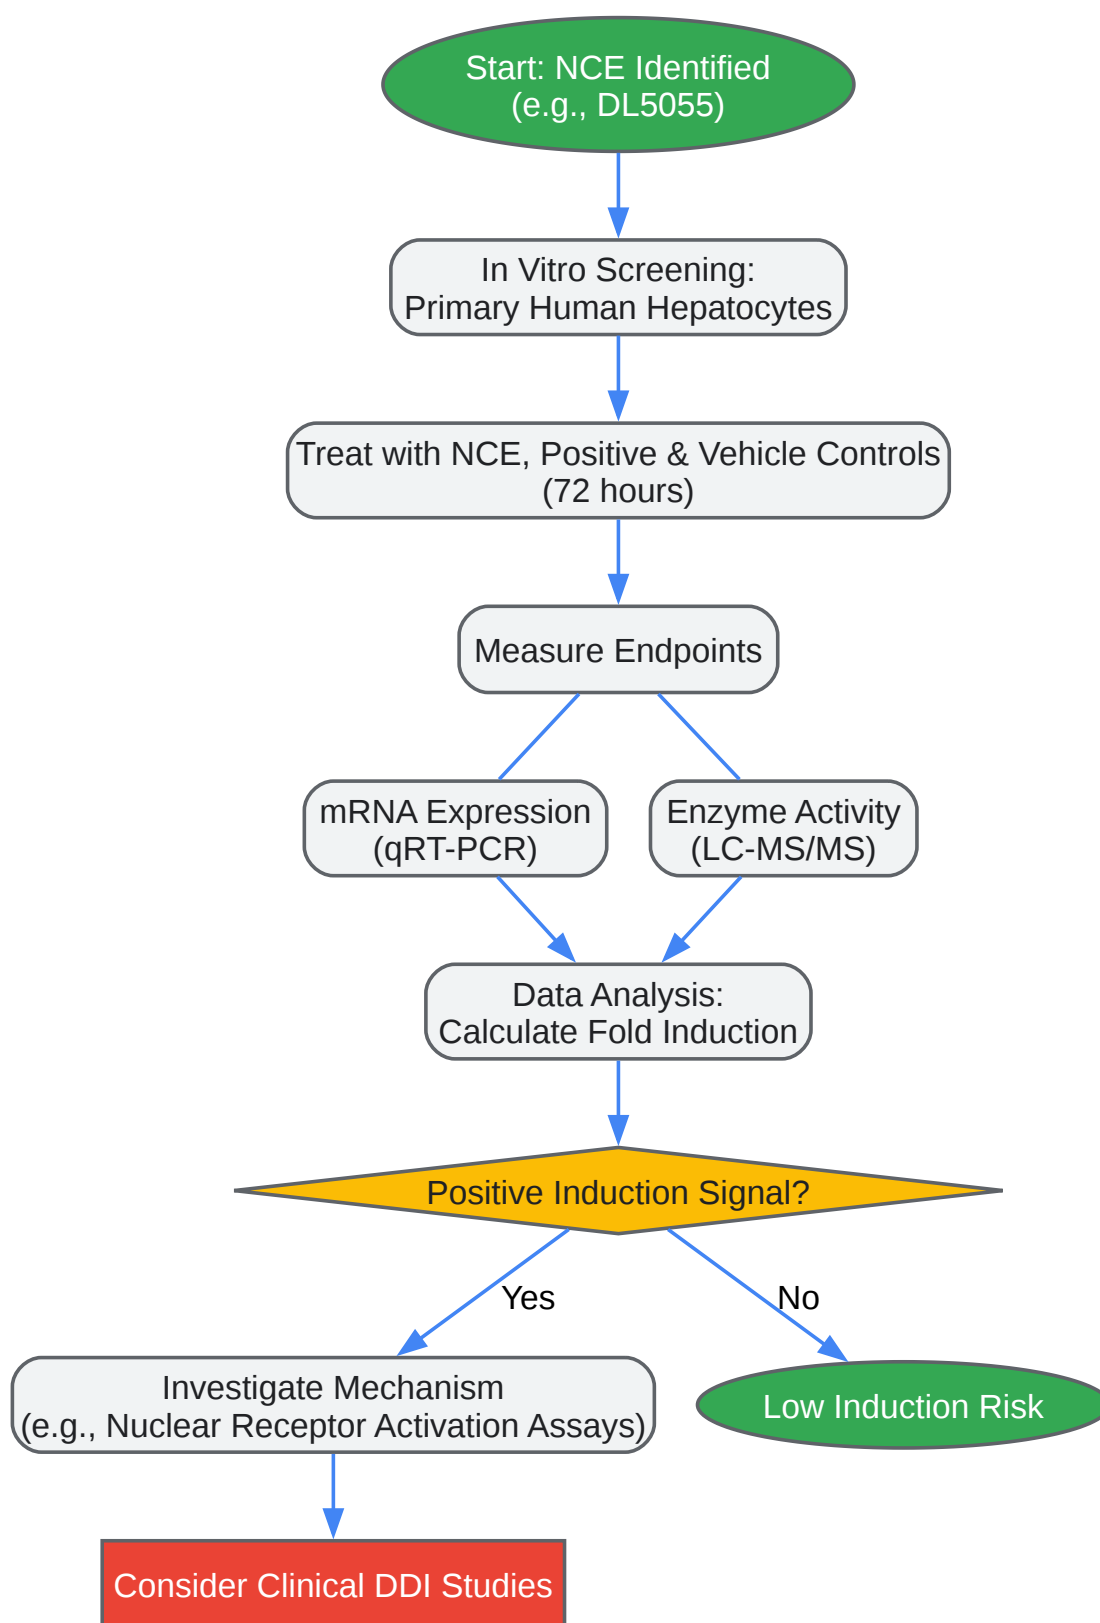 Start: NCE Identified
(e.g., DL5055)
In Vitro Screening:
Primary Human Hepatocytes
Treat with NCE, Positive & Vehicle Controls
(72 hours)
Measure Endpoints
mRNA Expression
(qRT-PCR)
Enzyme Activity
(LC-MS/MS)
Data Analysis:
Calculate Fold Induction
Positive Induction Signal?
Yes
No
Investigate Mechanism
(e.g., Nuclear Receptor Activation Assays)
Low Induction Risk
Consider Clinical DDI Studies